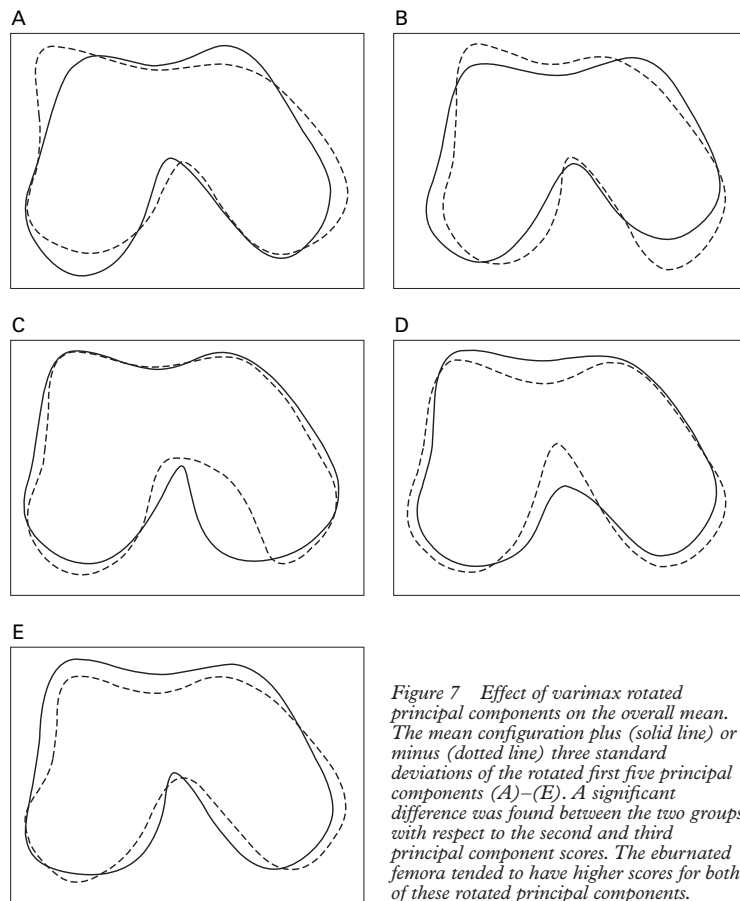 A
B
C
D
E
Figure 7 Effect of varimax rotated
principal components on the overall mean.
The mean configuration plus (solid line) or
minus (dotted line) three standard
deviations of the rotated first five principal
components (A)–(E). A significant
difference was found between the two groups
with respect to the second and third
principal component scores. The eburnated
femora tended to have higher scores for both
of these rotated principal components.